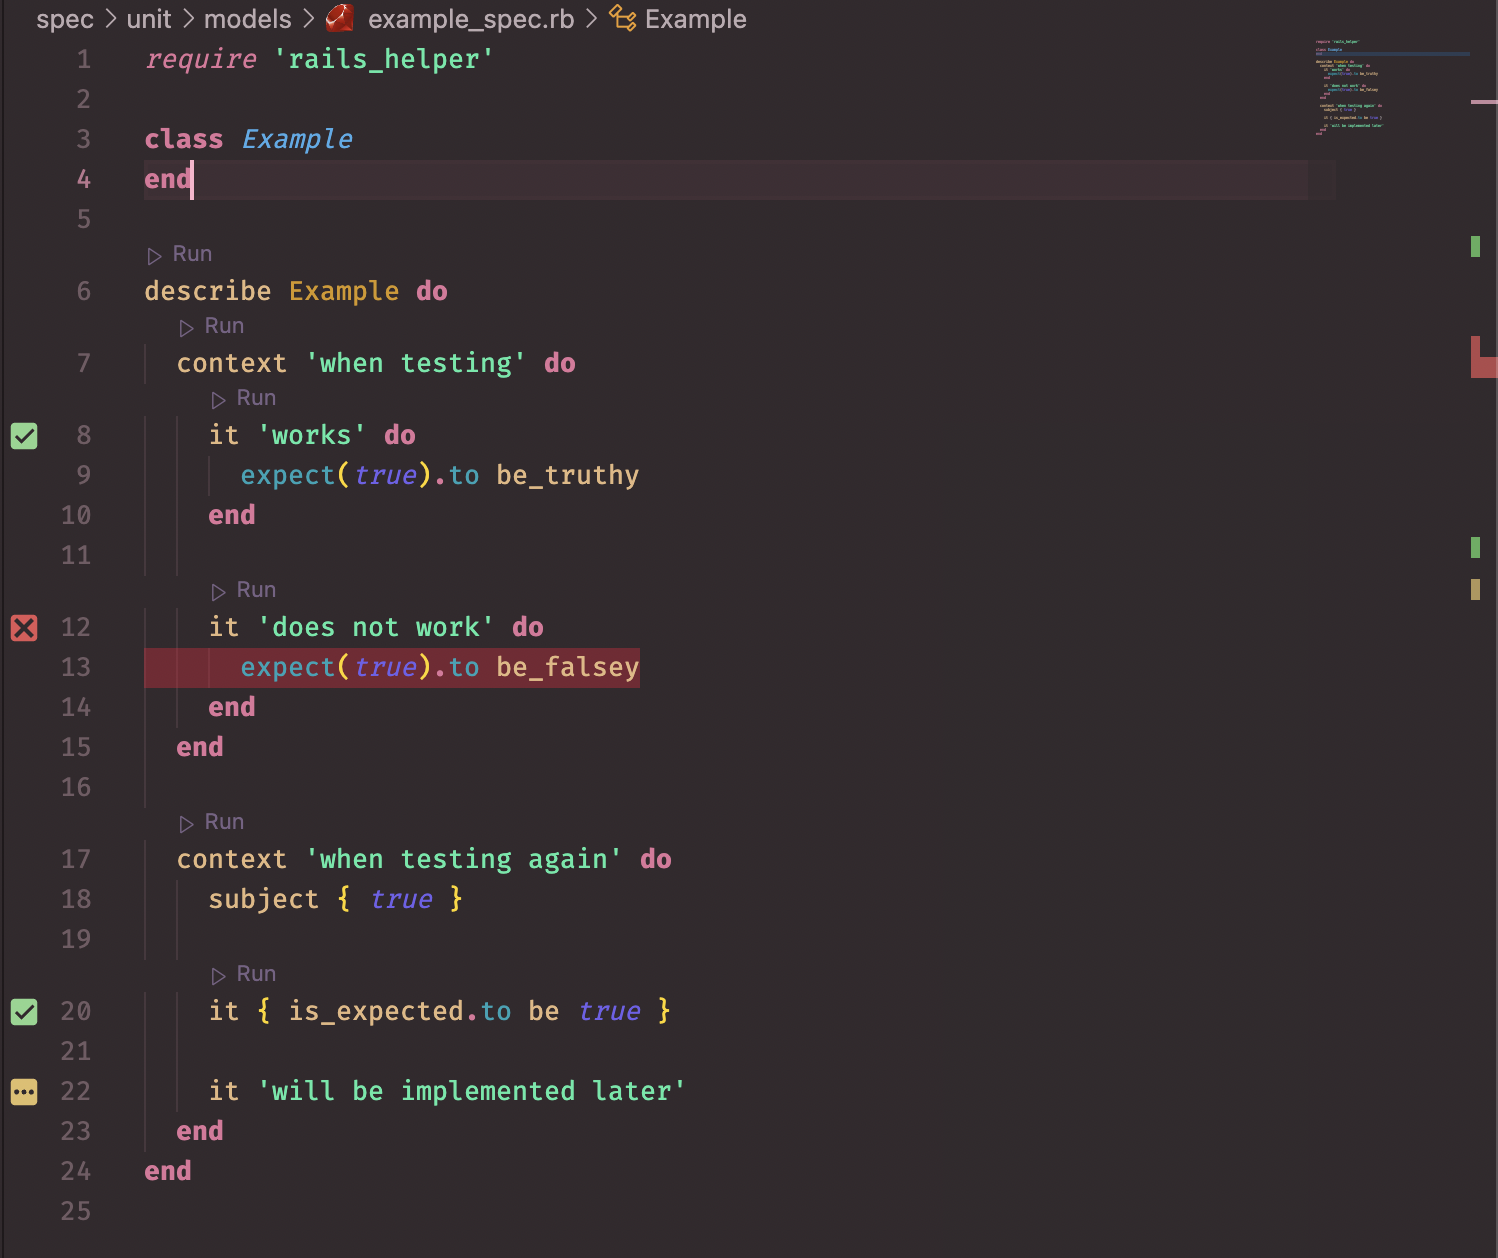 spec > unit > models > example_spec.rb > Example
1 require 'rails_helper'
2
3 class Example
4 end
5
Run
6 describe Example do
Run
7 context 'when testing' do
Run
8 it 'works' do
9 expect(true).to be_truthy
10 end
11
Run
12 it 'does not work' do
13 expect(true).to be_falsey
14 end
15 end
16
Run
17 context 'when testing again' do
18 subject { true }
19
Run
20 it { is_expected.to be true }
21
22 it 'will be implemented later'
23 end
24 end
25